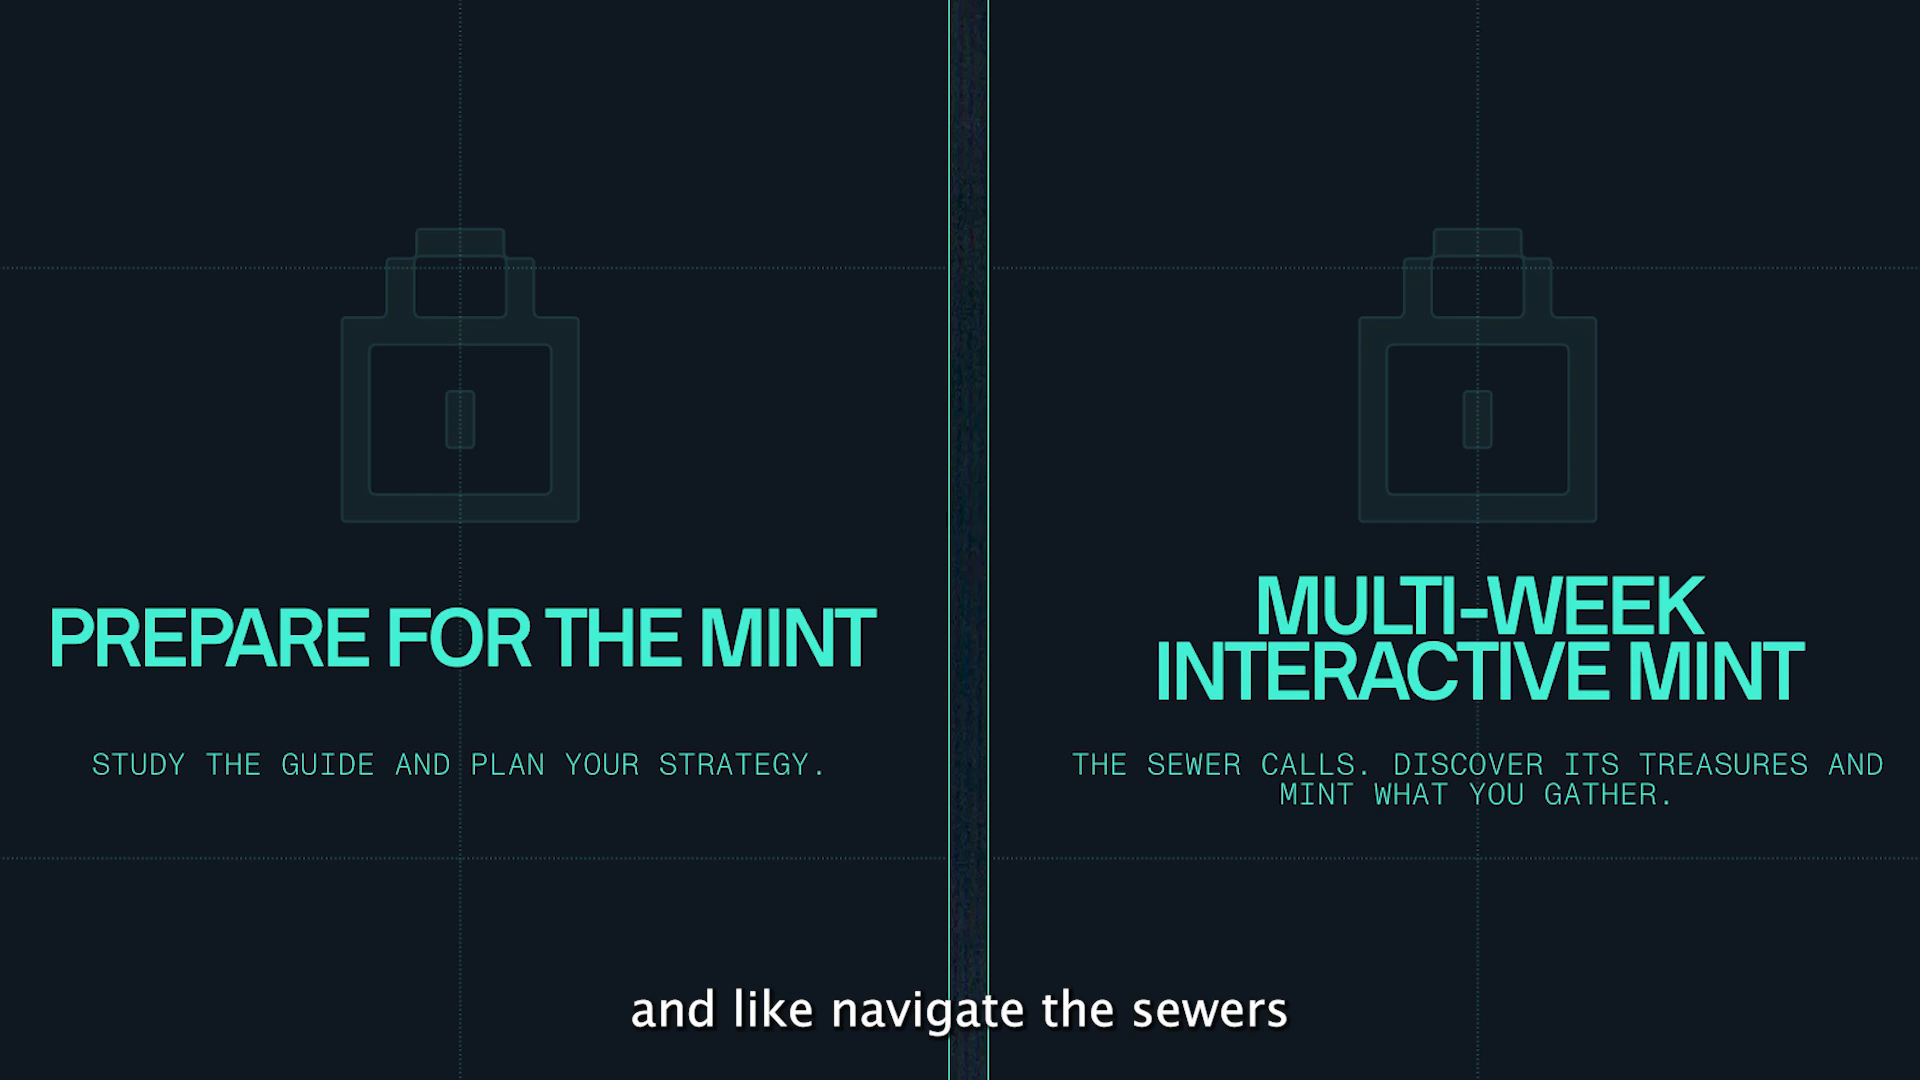 PREPARE FOR THE MINT
STUDY THE GUIDE AND PLAN YOUR STRATEGY.
MULTI-WEEK
INTERACTIVE MINT
THE SEWER CALLS. DISCOVER ITS TREASURES AND
MINT WHAT YOU GATHER.
and like navigate the sewers